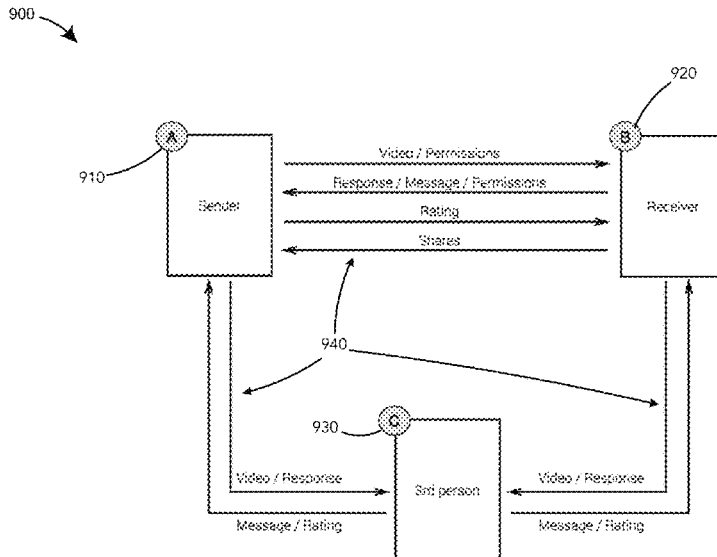 900
A
B
920
910
Video / Permissions
Response / Message / Permissions
Sender
Rating
Receiver
Shares
940
930
C
Video / Response
3rd person
Video / Response
Message / Rating
Message / Rating